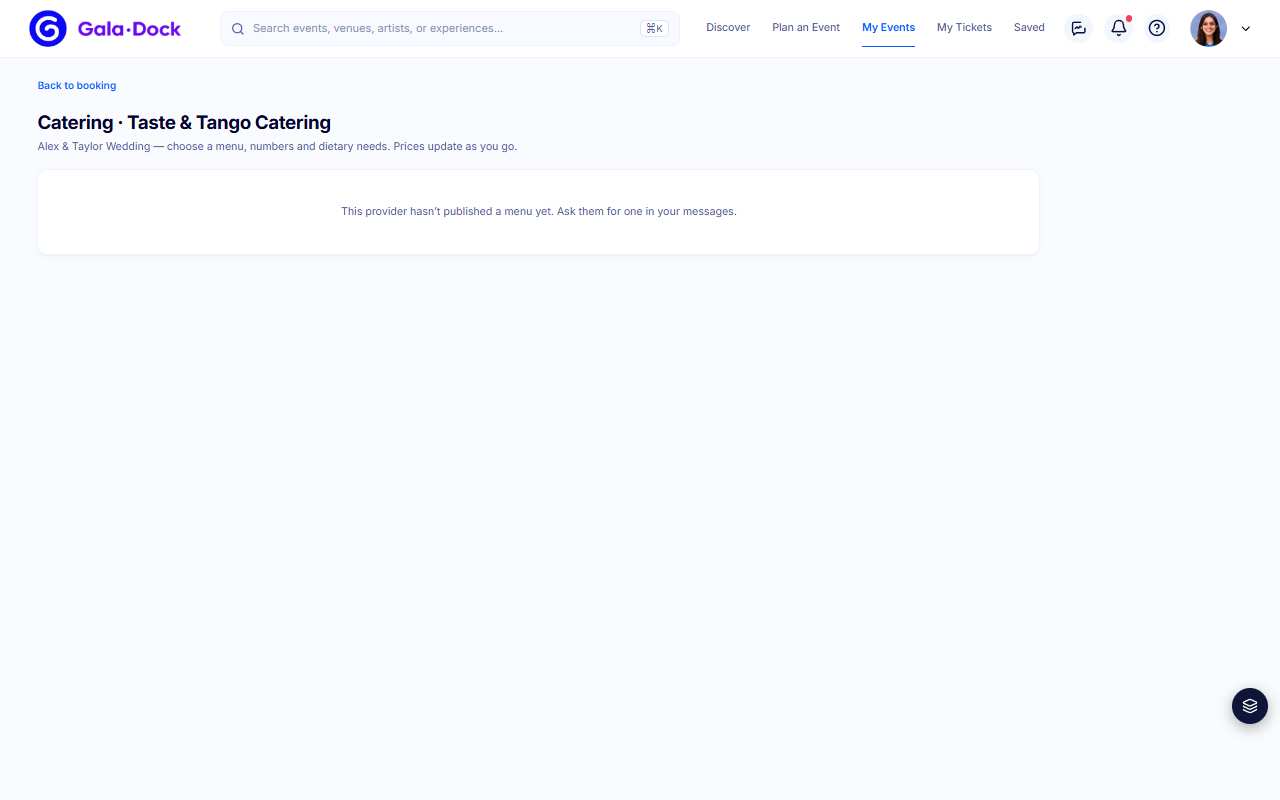 Gala·Dock
Search events, venues, artists, or experiences...
⌘K
Discover
Plan an Event
My Events
My Tickets
Saved
Back to booking
Catering · Taste & Tango Catering
Alex & Taylor Wedding — choose a menu, numbers and dietary needs. Prices update as you go.
This provider hasn't published a menu yet. Ask them for one in your messages.